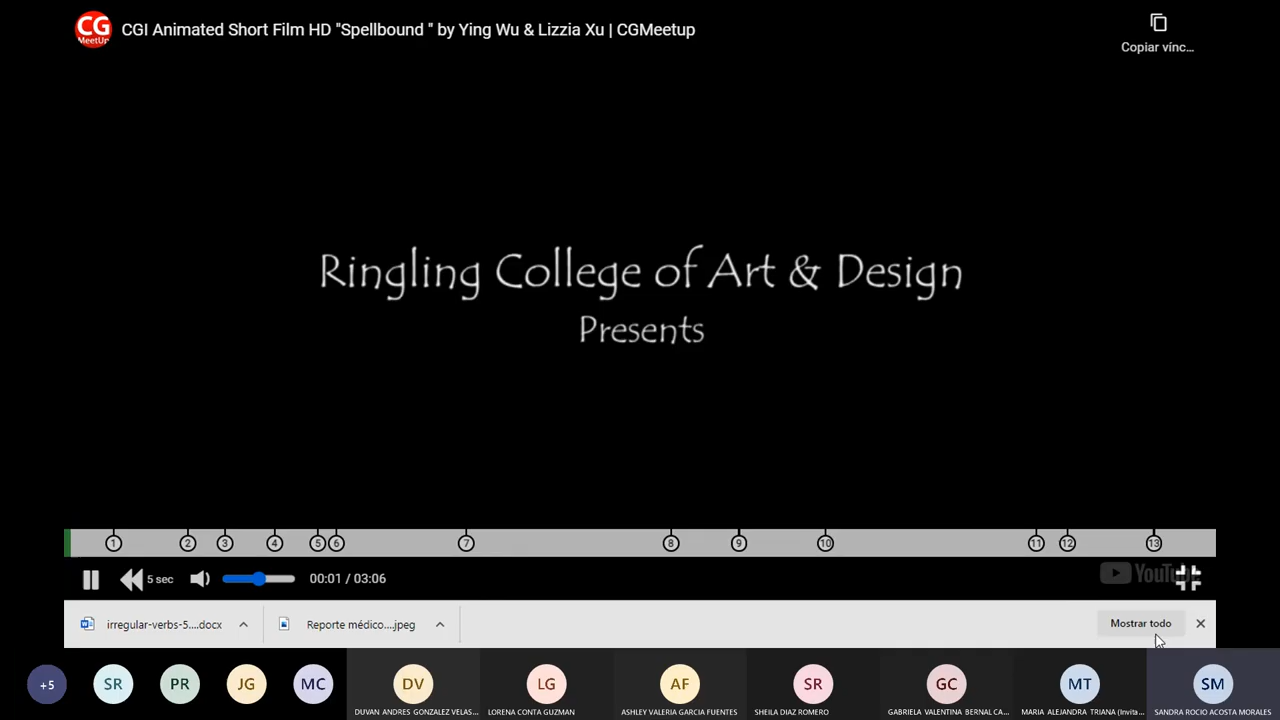 CG
MeetUp
CGI Animated Short Film HD "Spellbound " by Ying Wu & Lizzia Xu | CGMeetup
Copiar vínc...
Ringling College of Art & Design
Presents
1 2 3 4 5 6 7 8 9 10 11 12 13
5 sec 00:01 / 03:06
YouTube
irregular-verbs-5....docx Reporte médico....jpeg Mostrar todo
+5 SR PR JG MC DV LG AF SR GC MT SM
DUVAN ANDRES GONZALEZ VELAS... LORENA CONTA GUZMAN ASHLEY VALERIA GARCIA FUENTES SHEILA DIAZ ROMERO GABRIELA VALENTINA BERNAL CA... MARIA ALEJANDRA TRIANA (Invita... SANDRA ROCIO ACOSTA MORALES